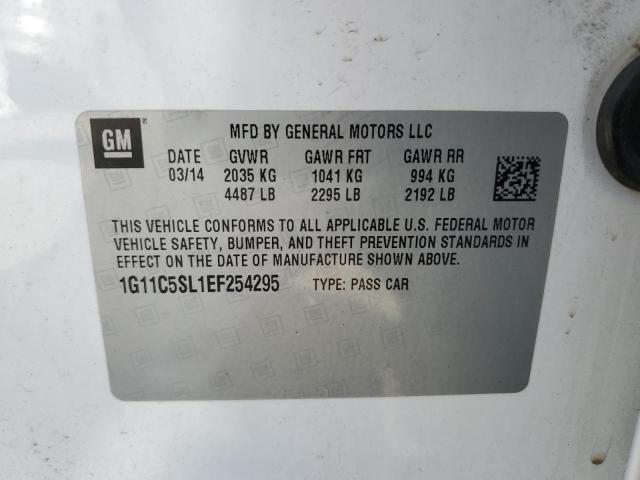 GM
MFD BY GENERAL MOTORS LLC
DATE GVWR GAWR FRT GAWR RR
03/14 2035 KG 1041 KG 994 KG
4487 LB 2295 LB 2192 LB
THIS VEHICLE CONFORMS TO ALL APPLICABLE U.S. FEDERAL MOTOR
VEHICLE SAFETY, BUMPER, AND THEFT PREVENTION STANDARDS IN
EFFECT ON THE DATE OF MANUFACTURE SHOWN ABOVE.
1G11C5SL1EF254295 TYPE: PASS CAR